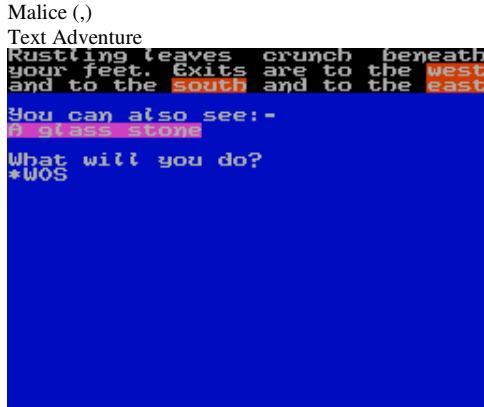 Malice (,)
Text Adventure
Rustling leaves crunch beneath
your feet. Exits are to the west
and to the south and to the east
You can also see:-
A glass stone
What will you do?
*WOS